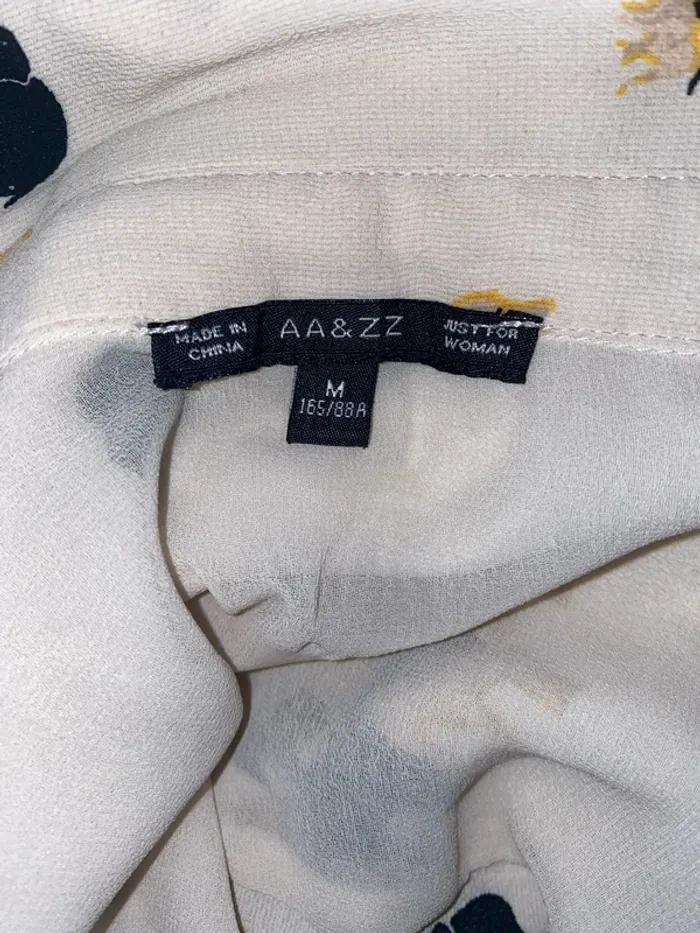 MADE IN
CHINA
AA&ZZ
JUST FOR
WOMAN
M
165/88A